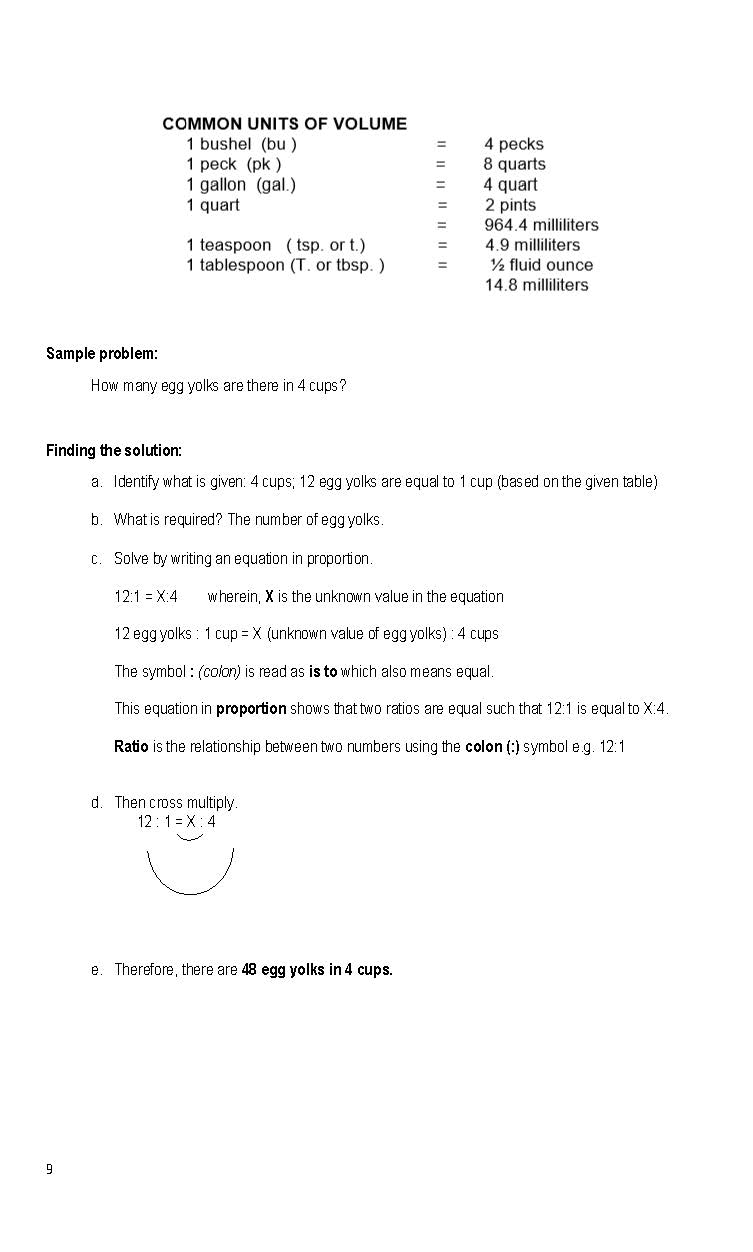 COMMON UNITS OF VOLUME
1 bushel (bu ) = 4 pecks
1 peck (pk ) = 8 quarts
1 gallon (gal.) = 4 quart
1 quart = 2 pints
= 964.4 milliliters
1 teaspoon ( tsp. or t.) = 4.9 milliliters
1 tablespoon (T. or tbsp. ) = ½ fluid ounce
14.8 milliliters
Sample problem:
How many egg yolks are there in 4 cups?
Finding the solution:
a. Identify what is given: 4 cups; 12 egg yolks are equal to 1 cup (based on the given table)
b. What is required? The number of egg yolks.
c. Solve by writing an equation in proportion.
12:1 = X:4 wherein, X is the unknown value in the equation
12 egg yolks : 1 cup = X (unknown value of egg yolks) : 4 cups
The symbol : (colon) is read as is to which also means equal.
This equation in proportion shows that two ratios are equal such that 12:1 is equal to X:4.
Ratio is the relationship between two numbers using the colon (:) symbol e.g. 12:1
d. Then cross multiply.
12 : 1 = X : 4
e. Therefore, there are 48 egg yolks in 4 cups.
9